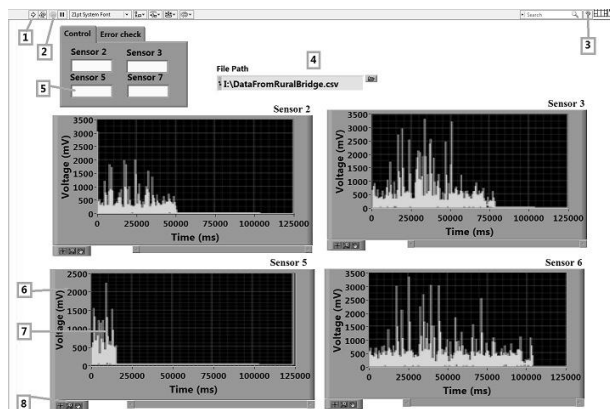 21pt System Font
Search
1
2
3
Control
Error check
Sensor 2
Sensor 3
Sensor 5
Sensor 7
4
5
File Path
I:\DataFromRuralBridge.csv
Sensor 2
Voltage (mV)
3500
3000
2500
2000
1500
1000
500
0
0
25000
50000
75000
100000
125000
Time (ms)
Sensor 3
Voltage (mV)
3500
3000
2500
2000
1500
1000
500
0
0
25000
50000
75000
100000
125000
Time (ms)
Sensor 5
6
7
8
Voltage (mV)
2500
2000
1500
1000
500
0
0
25000
50000
75000
100000
125000
Time (ms)
Sensor 6
Voltage (mV)
3500
3000
2500
2000
1500
1000
500
0
0
25000
50000
75000
100000
125000
Time (ms)